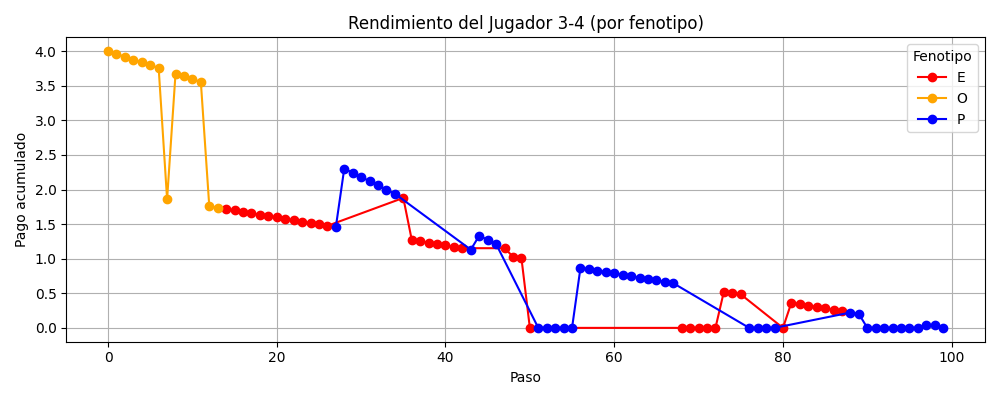 Rendimiento del Jugador 3-4 (por fenotipo)
Pago acumulado
4.0
3.5
3.0
2.5
2.0
1.5
1.0
0.5
0.0
Fenotipo
E
O
P
0 20 40 60 80 100
Paso